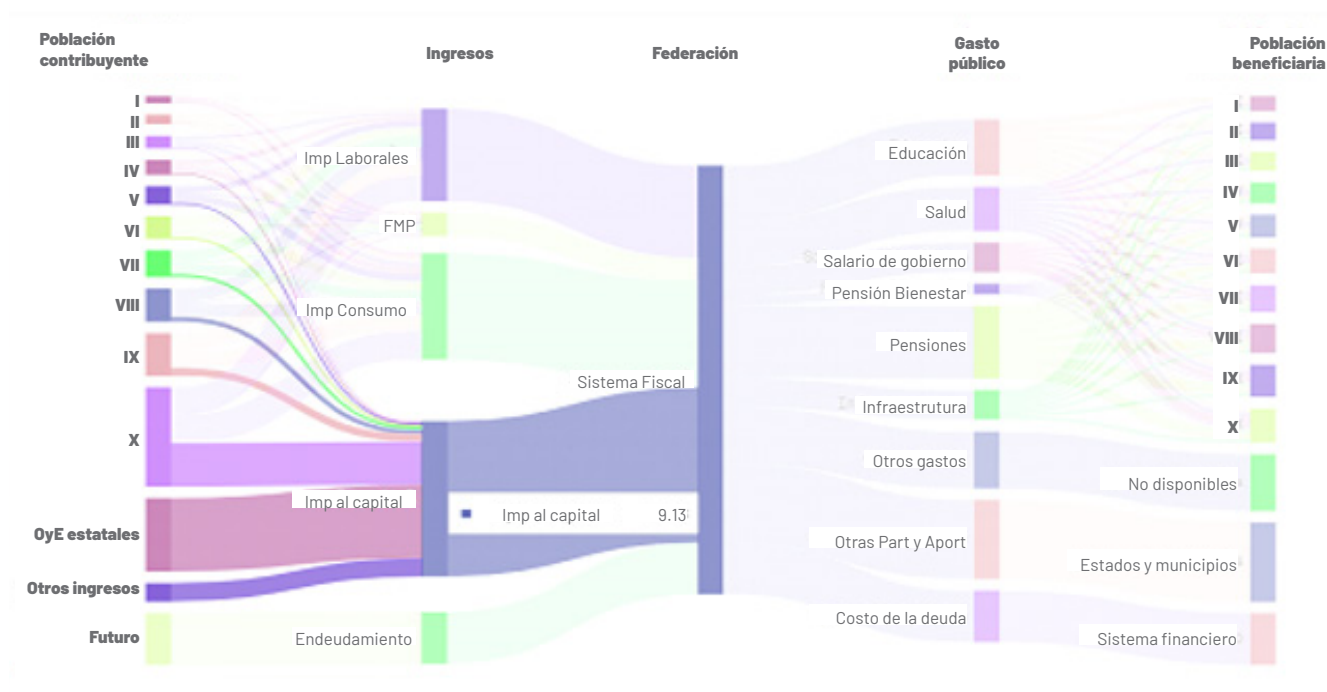 Población
contribuyente
Ingresos
Federación
Gasto
público
Población
beneficiaria
I
II
III
IV
V
VI
VII
VIII
IX
X
OyE estatales
Otros ingresos
Futuro
Imp Laborales
FMP
Imp Consumo
Imp al capital
Endeudamiento
Sistema Fiscal
Imp al capital 9.13
Educación
Salud
Salario de gobierno
Pensión Bienestar
Pensiones
Infraestrutura
Otros gastos
Otras Part y Aport
Costo de la deuda
I
II
III
IV
V
VI
VII
VIII
IX
X
No disponibles
Estados y municipios
Sistema financiero